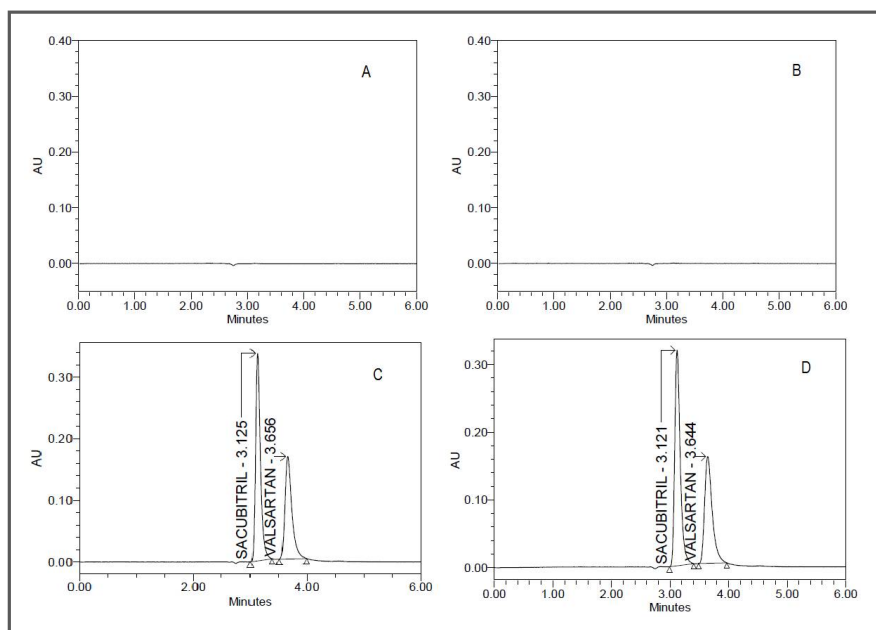 A
0.40
0.30
0.20
0.10
0.00
AU
0.00 1.00 2.00 3.00 4.00 5.00 6.00
Minutes
B
0.40
0.30
0.20
0.10
0.00
AU
0.00 1.00 2.00 3.00 4.00 5.00 6.00
Minutes
C
SACUBITRIL - 3.125
VALSARTAN - 3.656
0.30
0.20
0.10
0.00
AU
0.00 2.00 4.00 6.00
Minutes
D
SACUBITRIL - 3.121
VALSARTAN - 3.644
0.30
0.20
0.10
0.00
AU
0.00 1.00 2.00 3.00 4.00 5.00 6.00
Minutes